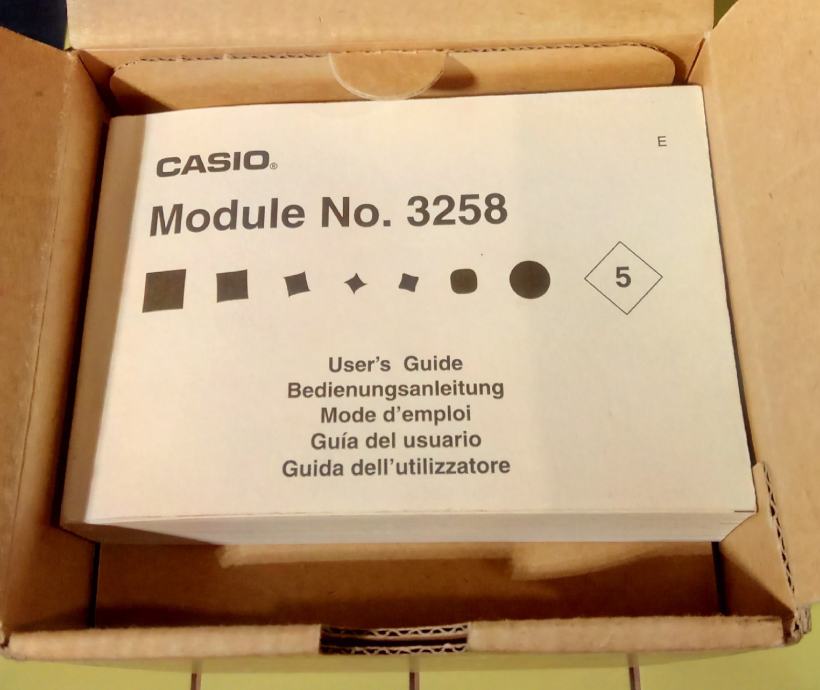 E
CASIO®
Module No. 3258
5
User's Guide
Bedienungsanleitung
Mode d'emploi
Guía del usuario
Guida dell'utilizzatore